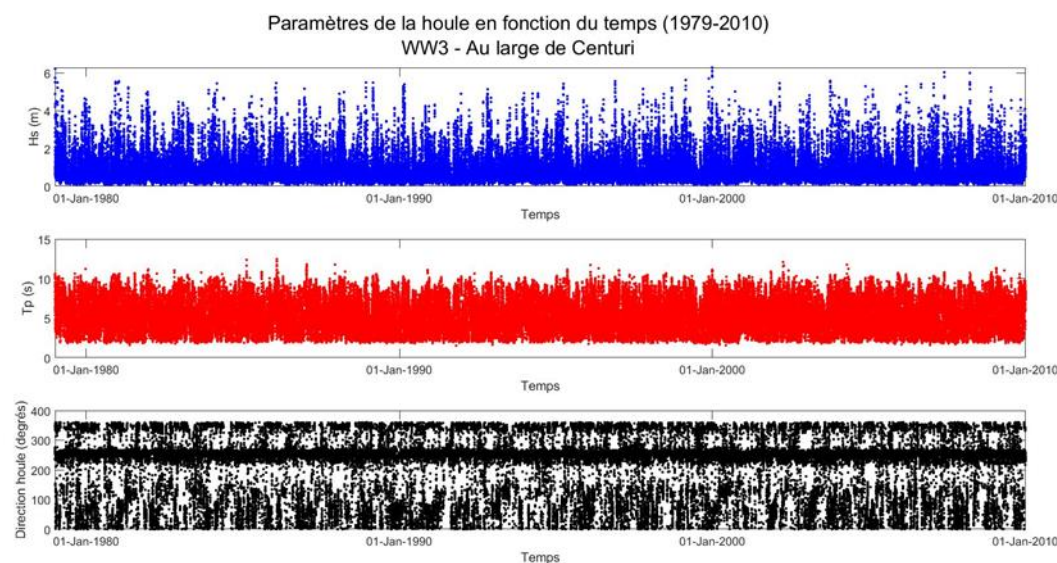 Paramètres de la houle en fonction du temps (1979-2010)
WW3 - Au large de Centuri
Hs (m)
6
4
2
0
01-Jan-1980 01-Jan-1990 01-Jan-2000 01-Jan-2010
Temps
Tp (s)
15
10
5
0
01-Jan-1980 01-Jan-1990 01-Jan-2000 01-Jan-2010
Temps
Direction houle (degrés)
400
300
200
100
0
01-Jan-1980 01-Jan-1990 01-Jan-2000 01-Jan-2010
Temps